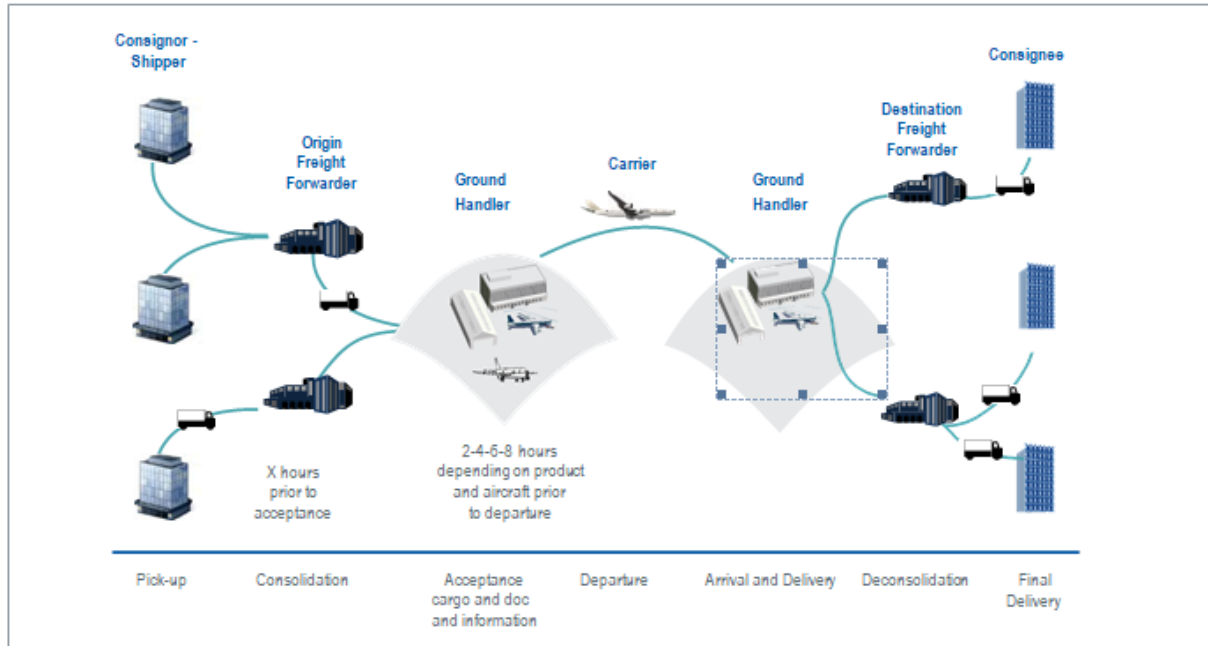 Consignor -
Shipper
Consignee
Origin
Freight
Forwarder
Destination
Freight
Forwarder
Ground
Handler
Carrier
Ground
Handler
X hours
prior to
acceptance
2-4-6-8 hours
depending on product
and aircraft prior
to departure
Pick-up
Consolidation
Acceptance
cargo and doc
and information
Departure
Arrival and Delivery
Deconsolidation
Final
Delivery